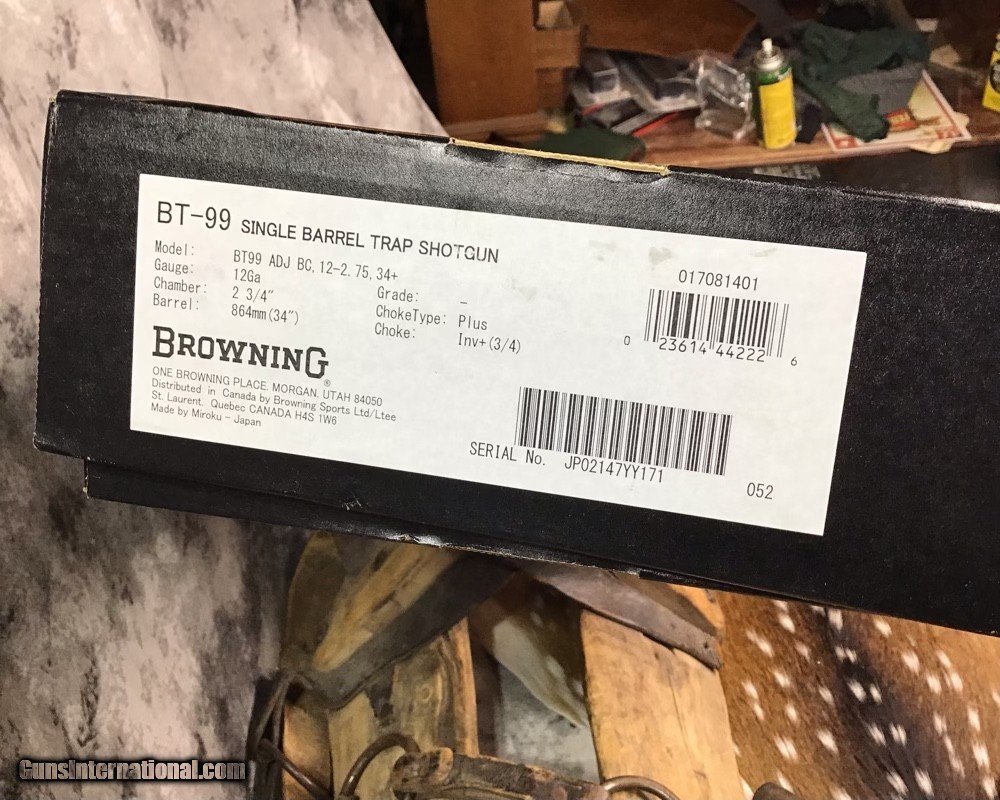 BT-99 SINGLE BARREL TRAP SHOTGUN
Model: BT99 ADJ BC, 12-2. 75, 34+
Gauge: 12Ga
Chamber: 2 3/4"
Barrel: 864mm(34")
Grade: -
ChokeType: Plus
Choke: Inv+(3/4)
BROWNING®
ONE BROWNING PLACE, MORGAN, UTAH 84050
Distributed in Canada by Browning Sports Ltd/Ltee
St. Laurent, Quebec CANADA H4S 1W6
Made by Miroku - Japan
017081401
0 23614 44222 6
SERIAL No. JP02147YY171
052
GunsInternational.com